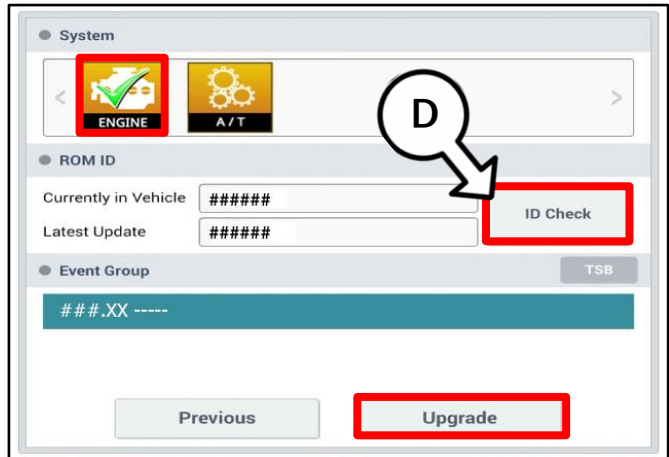 System
<
ENGINE
A/T
D
>
ROM ID
Currently in Vehicle ######
ID Check
Latest Update ######
Event Group TSB
###.XX -----
Previous Upgrade